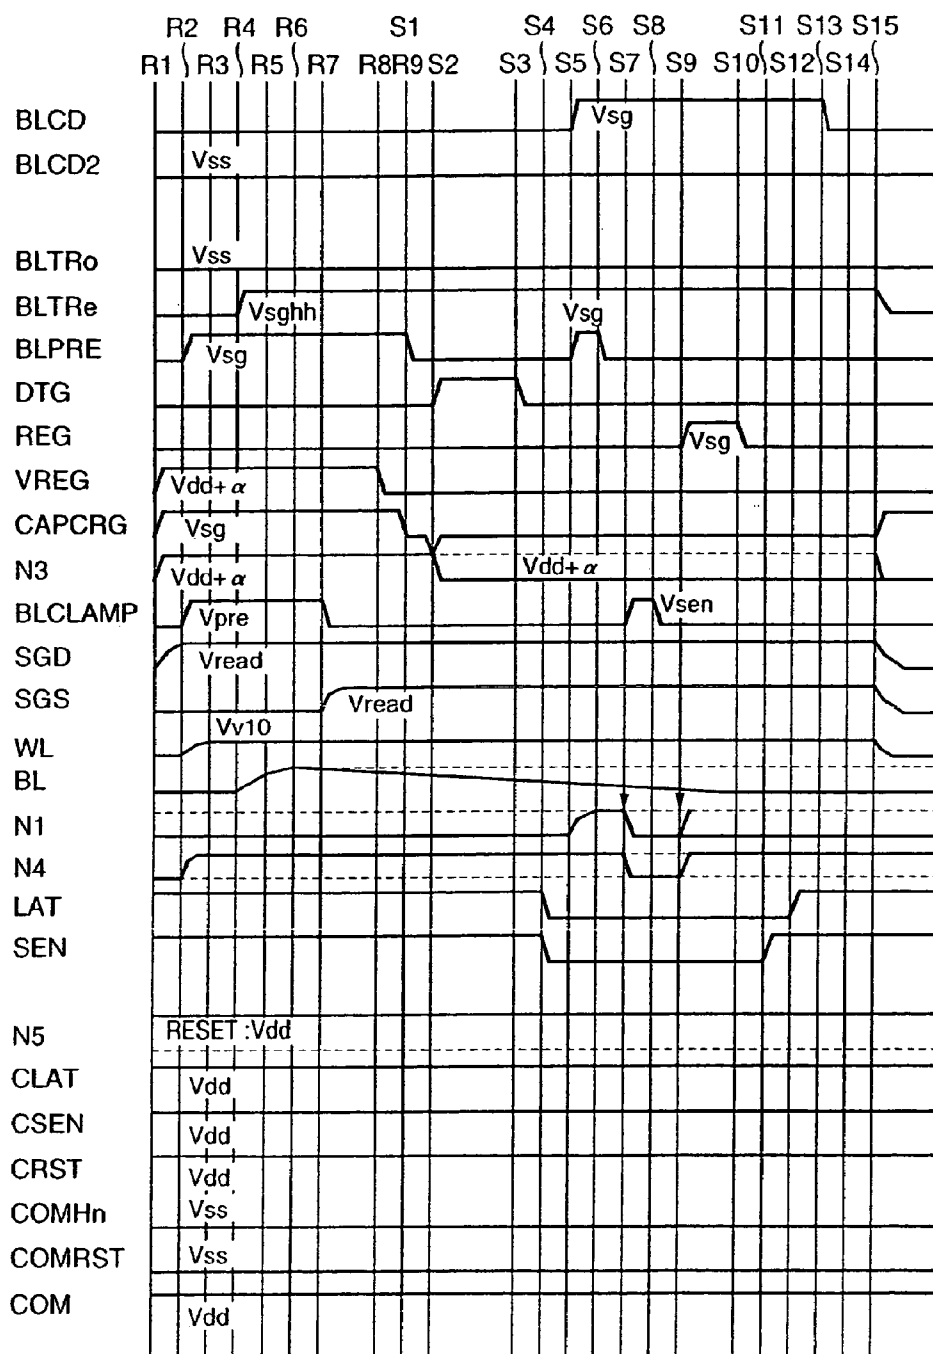 R2 R4 R6 S1 S4 S6 S8 S11 S13 S15
R1 R3 R5 R7 R8 R9 S2 S3 S5 S7 S9 S10 S12 S14
BLCD Vsg
BLCD2 Vss
BLTRo Vss
BLTRe Vsghh Vsg
BLPRE Vsg
DTG
REG Vsg
VREG Vdd+α
CAPCRG Vsg
N3 Vdd+α Vdd+α
BLCLAMP Vpre Vsen
SGD Vread
SGS Vread
WL Vv10
BL
N1
N4
LAT
SEN
N5 RESET :Vdd
CLAT Vdd
CSEN Vdd
CRST Vdd
COMHn Vss
COMRST Vss
COM Vdd